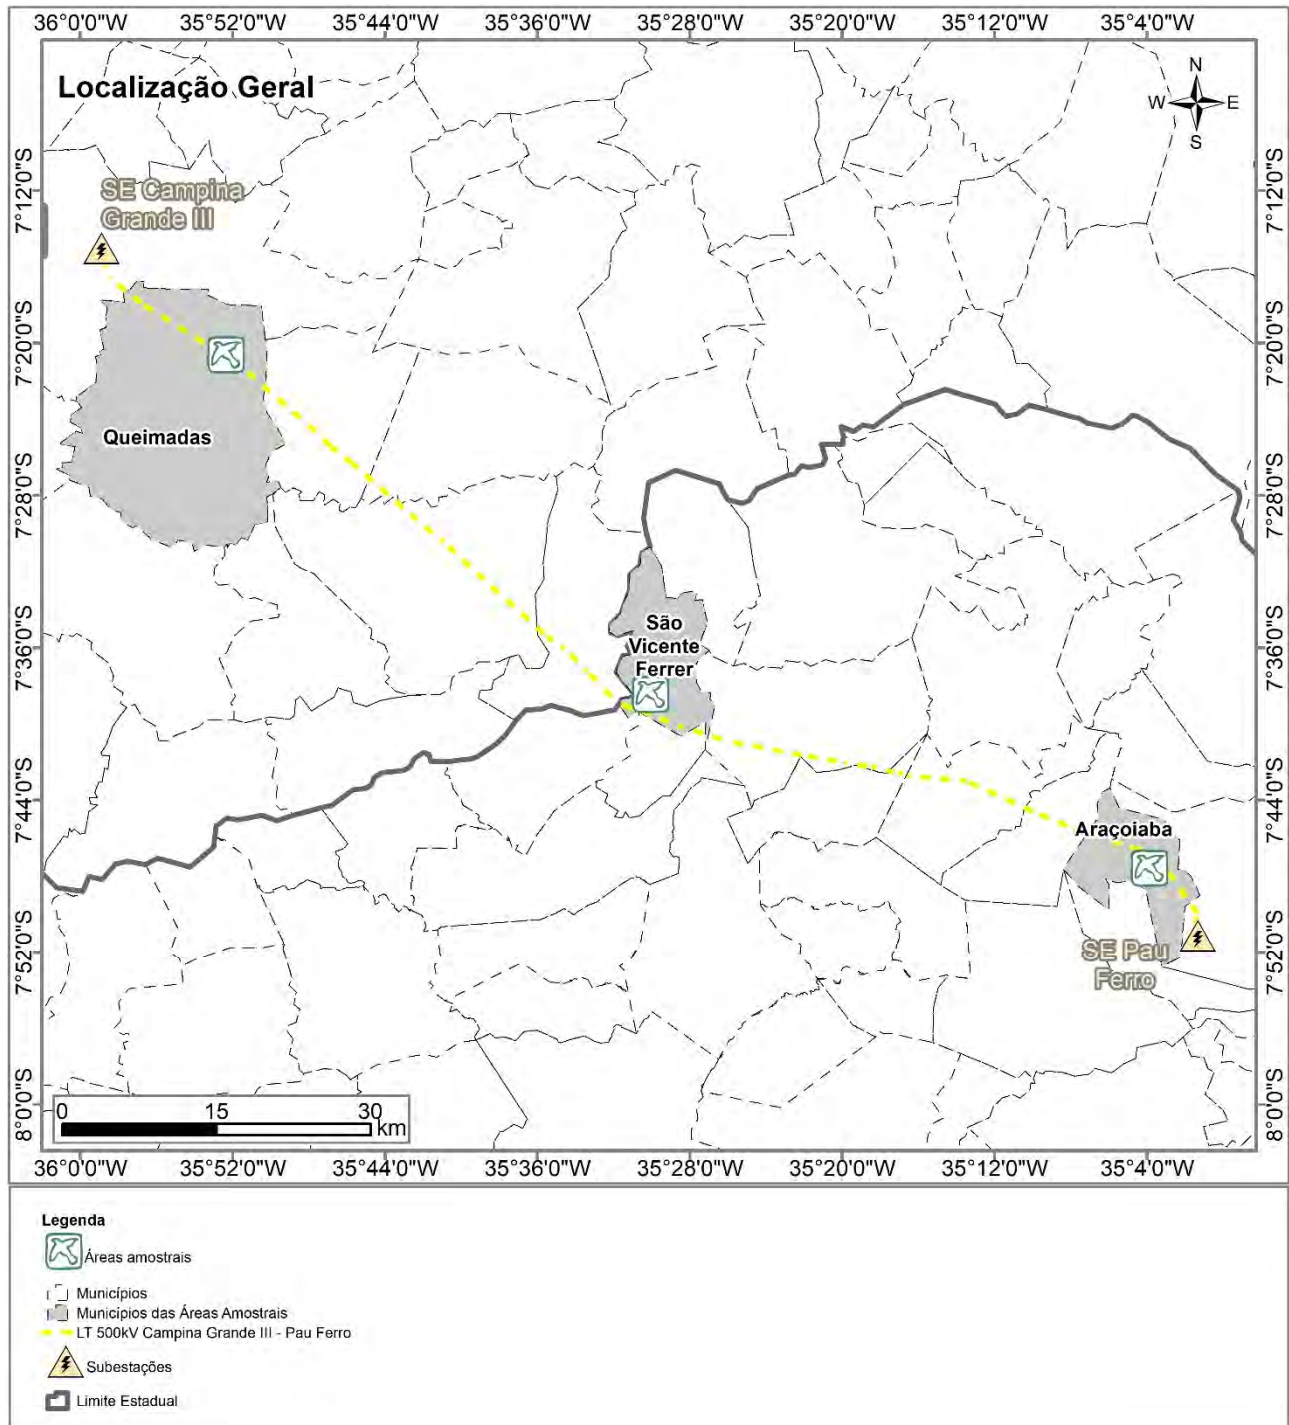 36°0'0"W 35°52'0"W 35°44'0"W 35°36'0"W 35°28'0"W 35°20'0"W 35°12'0"W 35°4'0"W
Localização Geral
N
W E
S
7°12'0"S 7°12'0"S
SE Campina
Grande III
7°20'0"S 7°20'0"S
Queimadas
7°28'0"S 7°28'0"S
São
Vicente
Ferrer
7°36'0"S 7°36'0"S
7°44'0"S 7°44'0"S
Araçoiaba
SE Pau
Ferro
7°52'0"S 7°52'0"S
8°0'0"S 8°0'0"S
0 15 30
km
36°0'0"W 35°52'0"W 35°44'0"W 35°36'0"W 35°28'0"W 35°20'0"W 35°12'0"W 35°4'0"W
Legenda
Áreas amostrais
Municípios
Municípios das Áreas Amostrais
LT 500kV Campina Grande III - Pau Ferro
Subestações
Limite Estadual